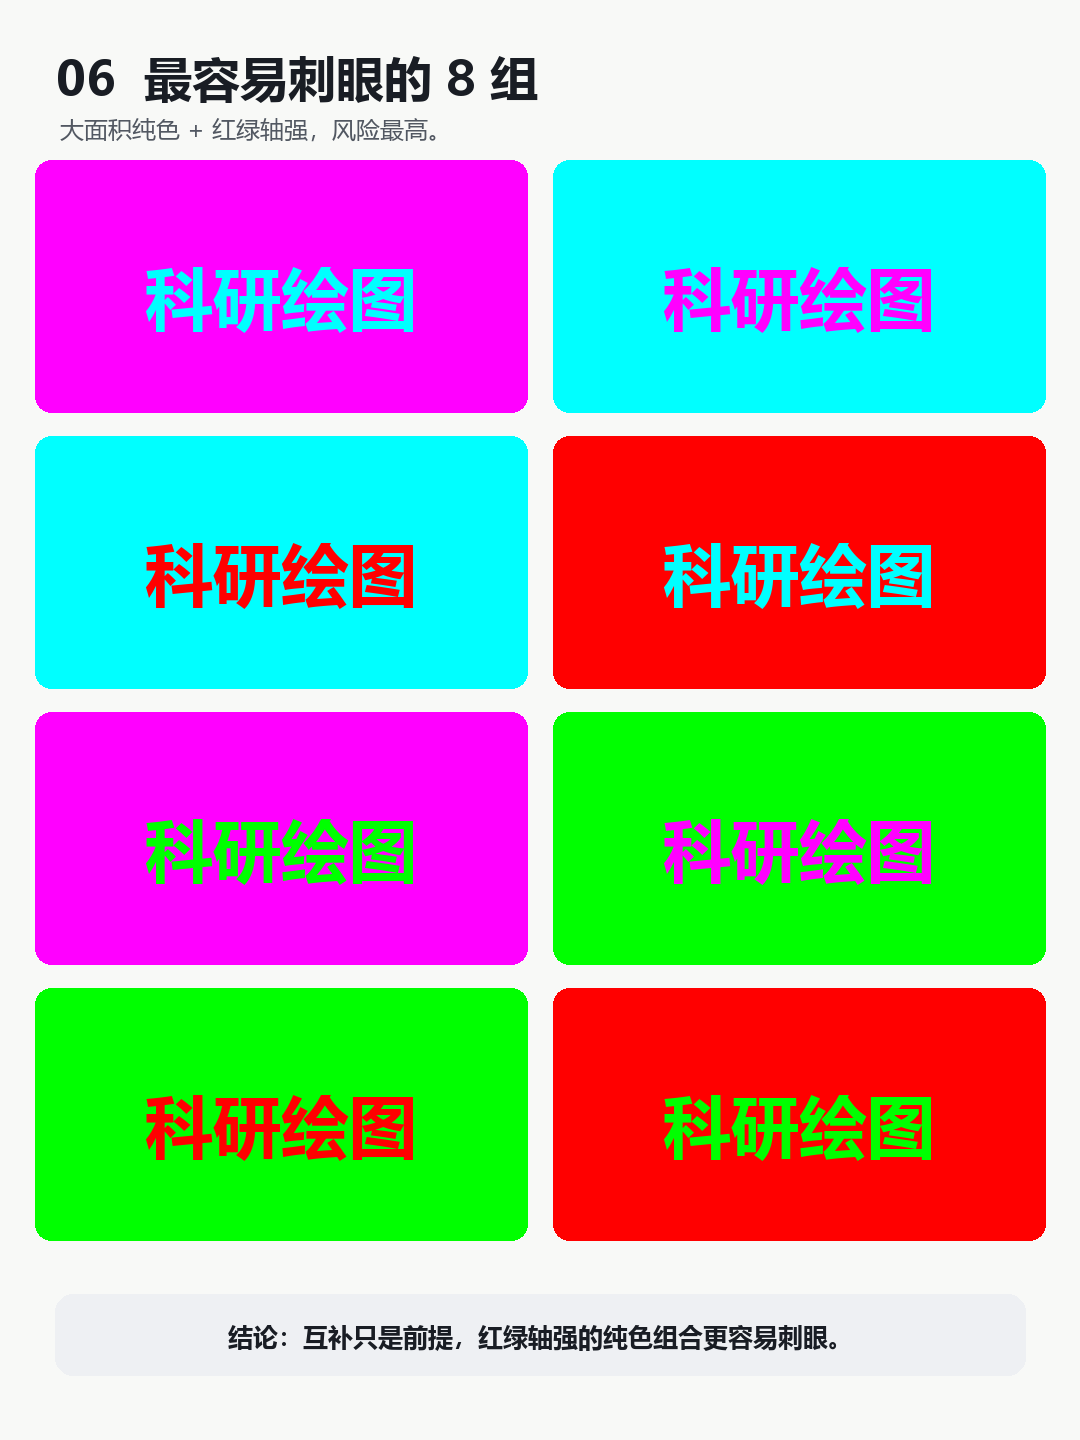 06 最容易刺眼的 8 组
大面积纯色 + 红绿轴强，风险最高。
科研绘图
科研绘图
科研绘图
科研绘图
科研绘图
科研绘图
科研绘图
科研绘图
结论：互补只是前提，红绿轴强的纯色组合更容易刺眼。